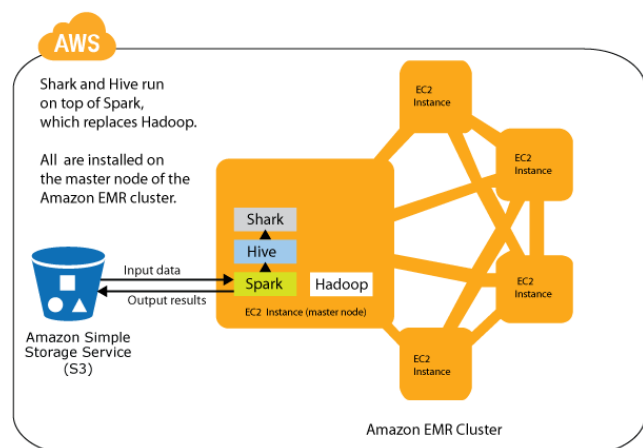 AWS
Shark and Hive run
on top of Spark,
which replaces Hadoop.
All are installed on
the master node of the
Amazon EMR cluster.
EC2
Instance
EC2
Instance
Shark
Hive
Spark
Hadoop
EC2 Instance (master node)
Input data
Output results
Amazon Simple
Storage Service
(S3)
EC2
Instance
EC2
Instance
Amazon EMR Cluster